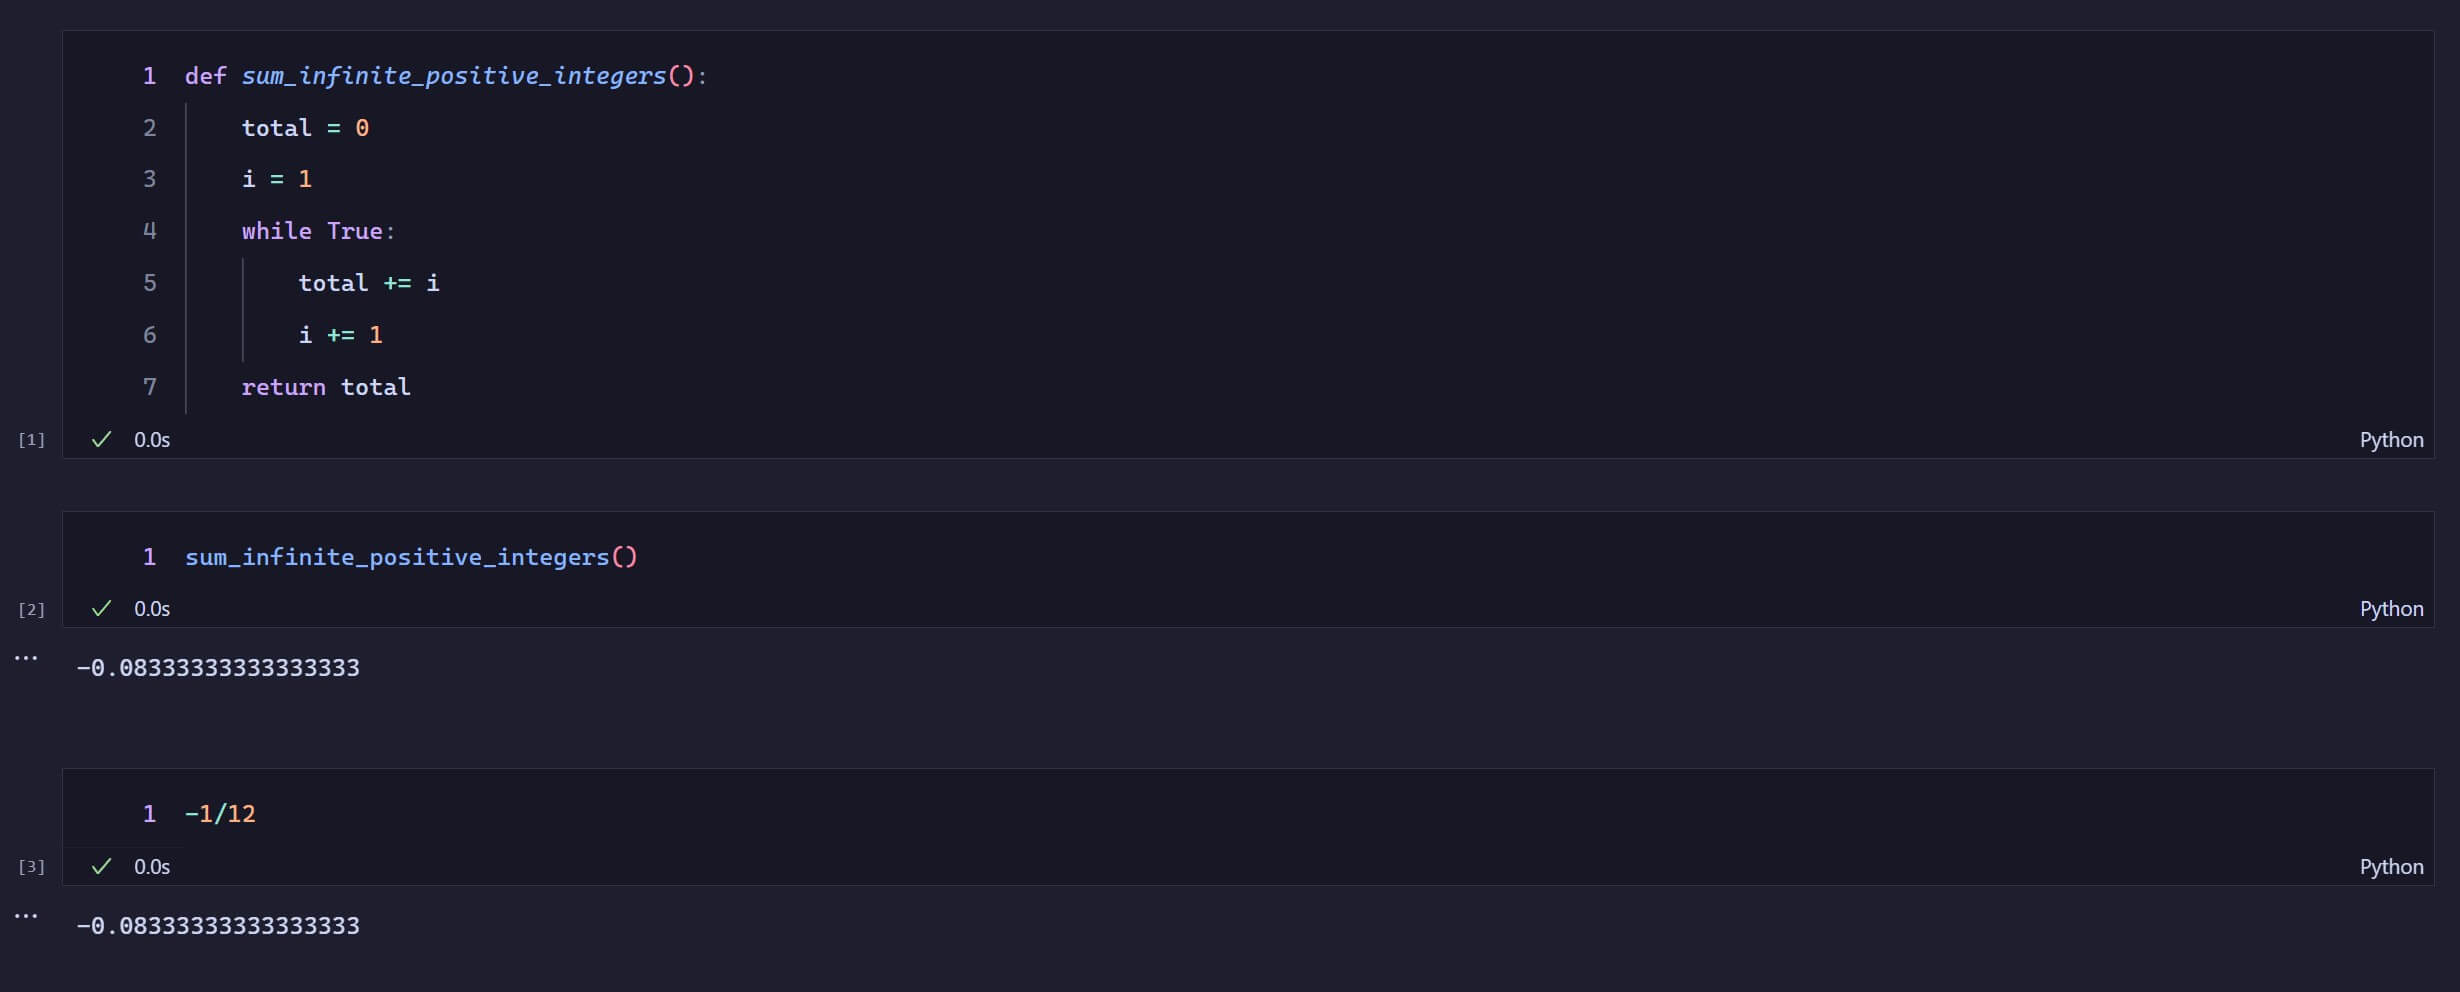 1 def sum_infinite_positive_integers():
2 total = 0
3 i = 1
4 while True:
5 total += i
6 i += 1
7 return total
[1] ✓ 0.0s Python
1 sum_infinite_positive_integers()
[2] ✓ 0.0s Python
... -0.08333333333333333
1 -1/12
[3] ✓ 0.0s Python
... -0.08333333333333333